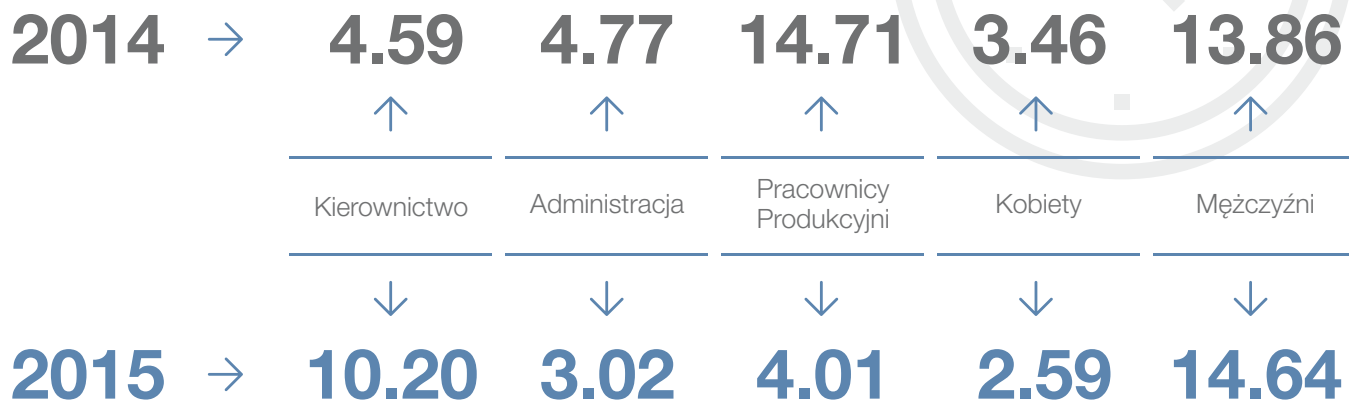 2014 → 4.59 4.77 14.71 3.46 13.86
Kierownictwo Administracja Pracownicy Produkcyjni Kobiety Mężczyźni
2015 → 10.20 3.02 4.01 2.59 14.64